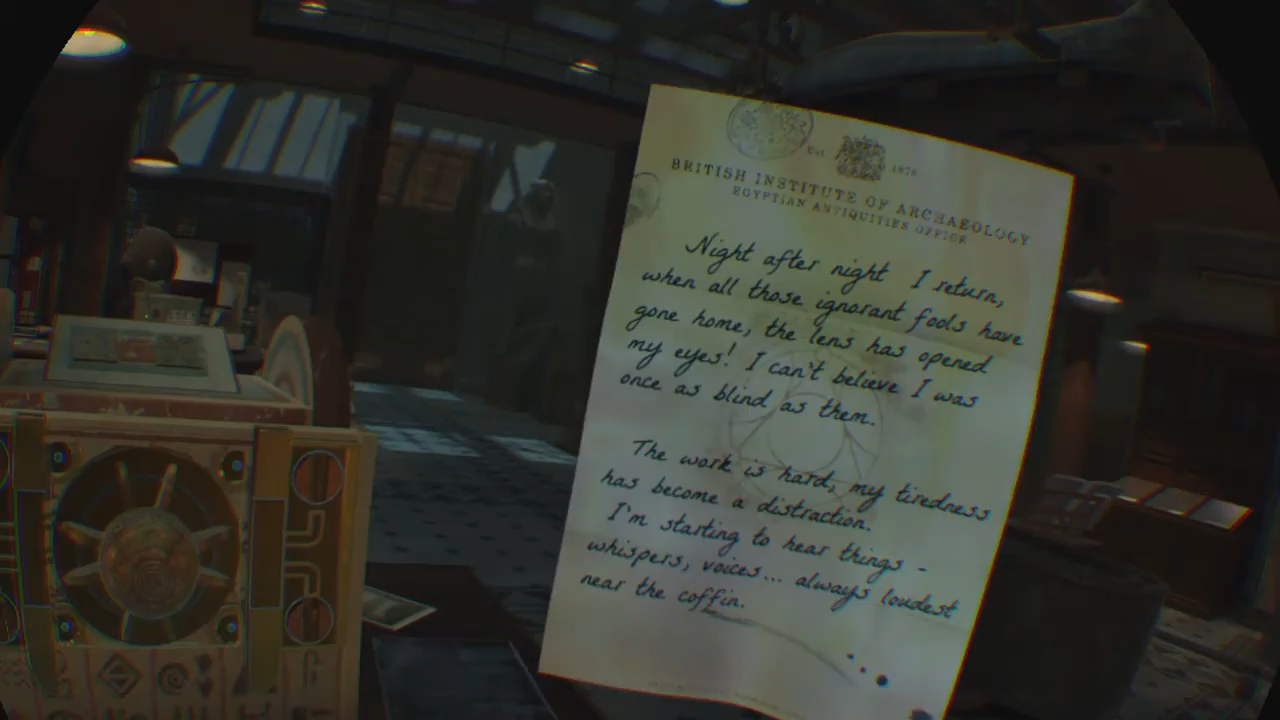 Est. 1878
BRITISH INSTITUTE OF ARCHAEOLOGY
EGYPTIAN ANTIQUITIES OFFICE
Night after night I return,
when all those ignorant fools have
gone home, the lens has opened
my eyes! I can't believe I was
once as blind as them.
The work is hard, my tiredness
has become a distraction.
I'm starting to hear things -
whispers, voices... always loudest
near the coffin.